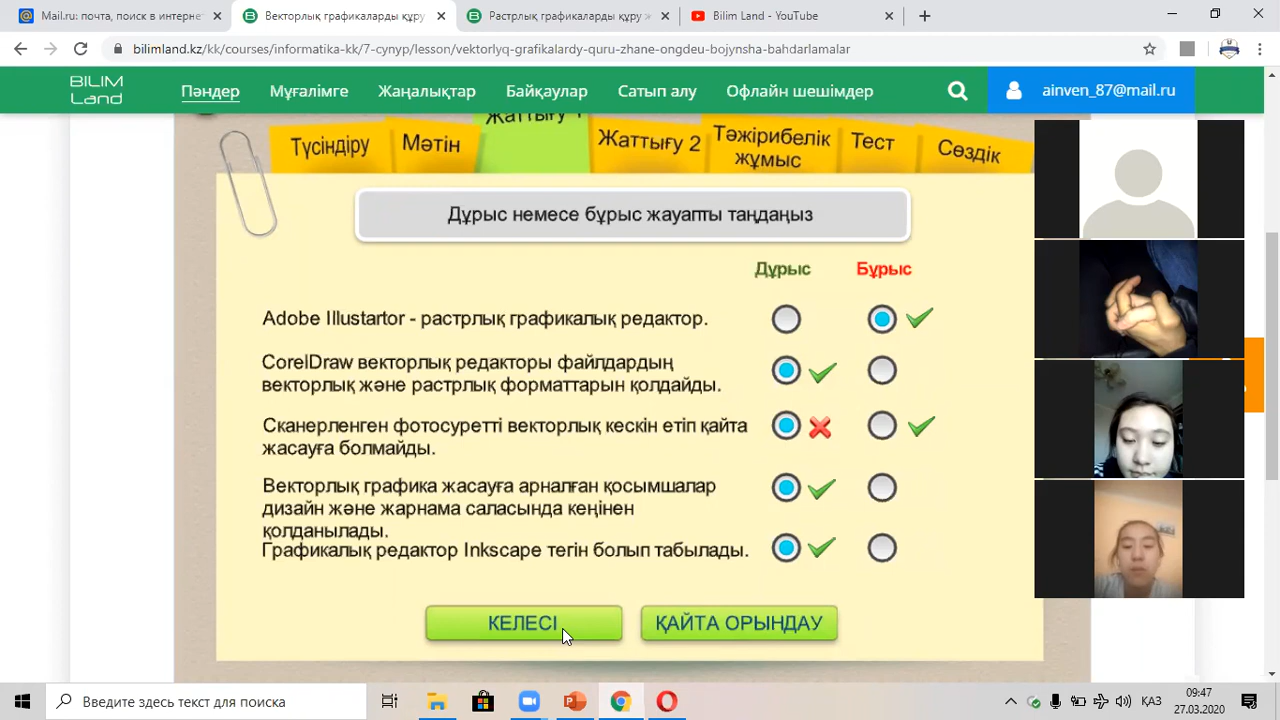 Mail.ru: почта, поиск в интернет
Векторлық графикаларды құру
Растрлық графикаларды құру ж
Bilim Land - YouTube
bilimland.kz/kk/courses/informatika-kk/7-synyp/lesson/vektorlyq-grafikalardy-quru-zhane-ongdeu-bojynsha-bahdarlamalar
BILIM
Land
Пәндер
Мұғалімге
Жаңалықтар
Байқаулар
Сатып алу
Офлайн шешімдер
ainven_87@mail.ru
Түсіндіру
Мәтін
Жаттығу 1
Жаттығу 2
Тәжірибелік
жұмыс
Тест
Сөздік
Дұрыс немесе бұрыс жауапты таңдаңыз
Дұрыс
Бұрыс
Adobe Illustartor - растрлық графикалық редактор.
CorelDraw векторлық редакторы файлдардың
векторлық және растрлық форматтарын қолдайды.
Сканерленген фотосуретті векторлық кескін етіп қайта
жасауға болмайды.
Векторлық графика жасауға арналған қосымшалар
дизайн және жарнама саласында кеңінен
қолданылады.
Графикалық редактор Inkscape тегін болып табылады.
КЕЛЕСІ
ҚАЙТА ОРЫНДАУ
Введите здесь текст для поиска
ҚАЗ
09:47
27.03.2020